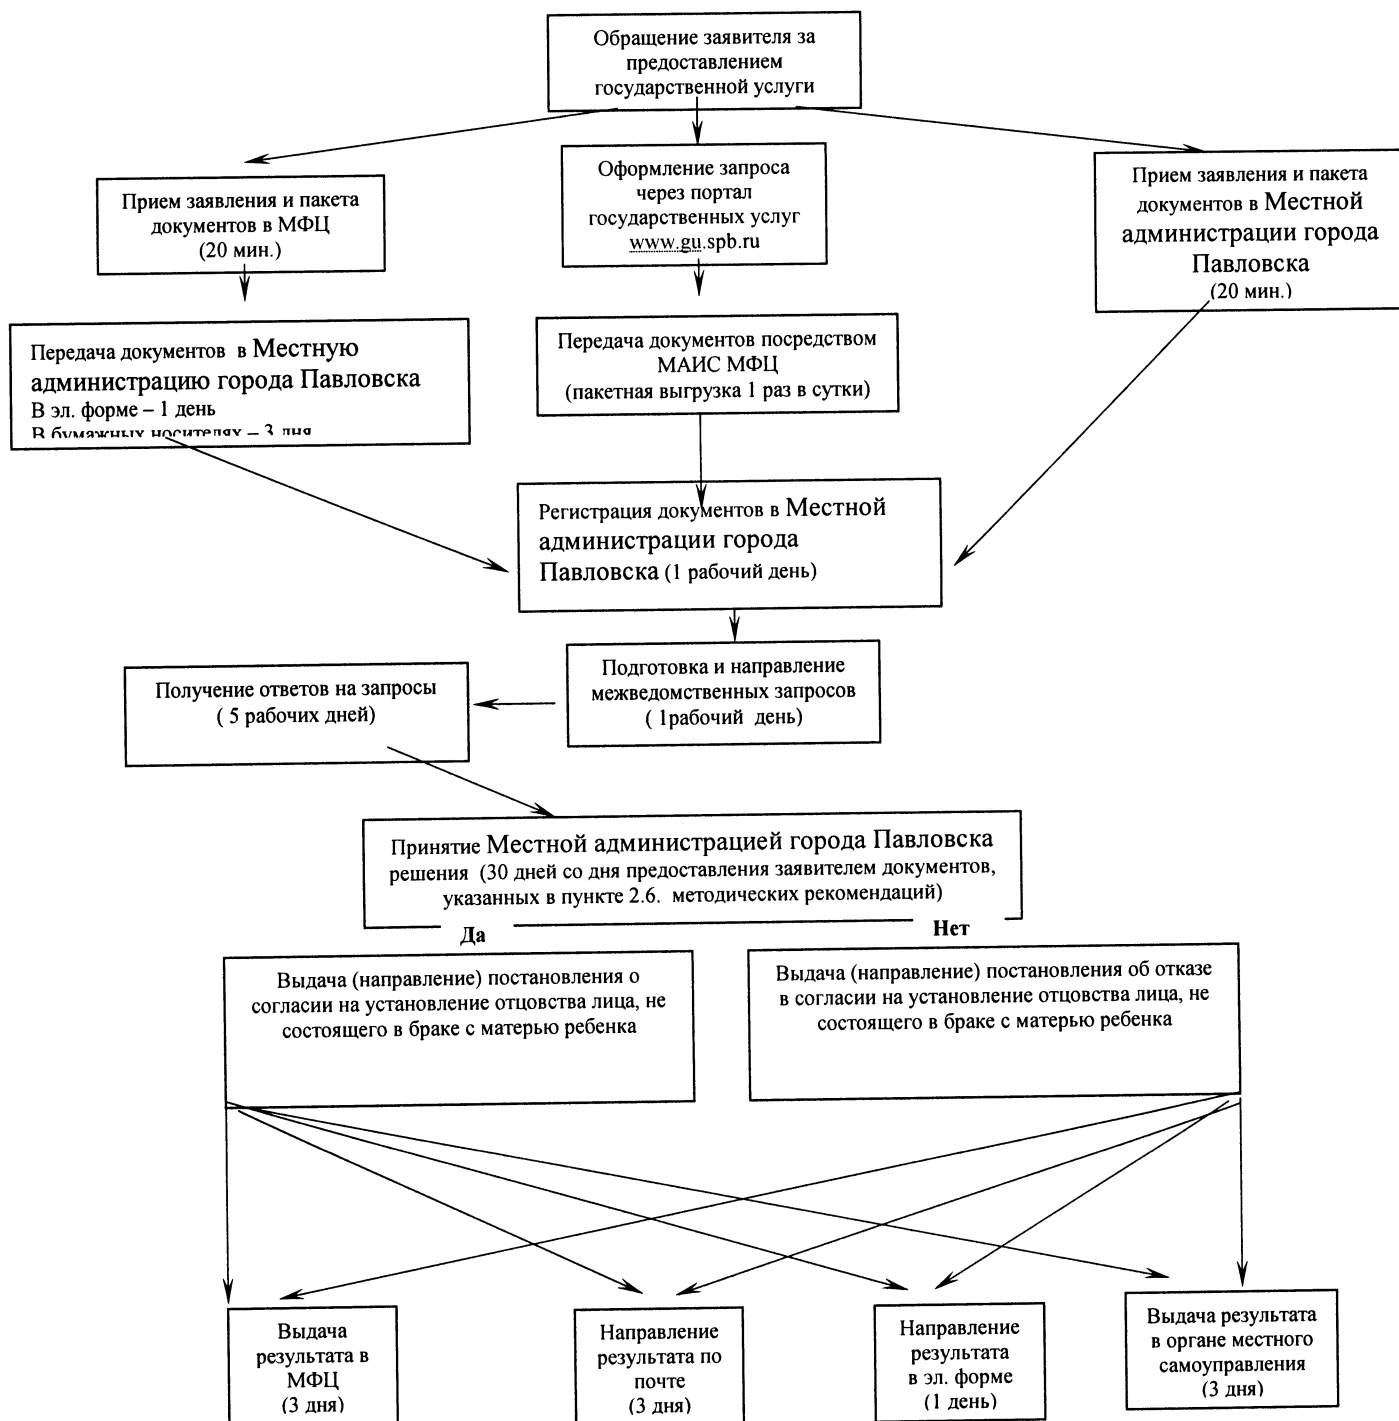 Обращение заявителя за
предоставлением
государственной услуги
Прием заявления и пакета
документов в МФЦ
(20 мин.)
Оформление запроса
через портал
государственных услуг
www.gu.spb.ru
Прием заявления и пакета
документов в Местной
администрации города
Павловска
(20 мин.)
Передача документов в Местную
администрацию города Павловска
В эл. форме – 1 день
В бумажных носителях – 3 дня
Передача документов посредством
МАИС МФЦ
(пакетная выгрузка 1 раз в сутки)
Регистрация документов в Местной
администрации города
Павловска (1 рабочий день)
Подготовка и направление
межведомственных запросов
( 1рабочий день)
Получение ответов на запросы
( 5 рабочих дней)
Принятие Местной администрацией города Павловска
решения (30 дней со дня предоставления заявителем документов,
указанных в пункте 2.6. методических рекомендаций)
Да
Нет
Выдача (направление) постановления о
согласии на установление отцовства лица, не
состоящего в браке с матерью ребенка
Выдача (направление) постановления об отказе
в согласии на установление отцовства лица, не
состоящего в браке с матерью ребенка
Выдача
результата в
МФЦ
(3 дня)
Направление
результата по
почте
(3 дня)
Направление
результата
в эл. форме
(1 день)
Выдача результата
в органе местного
самоуправления
(3 дня)